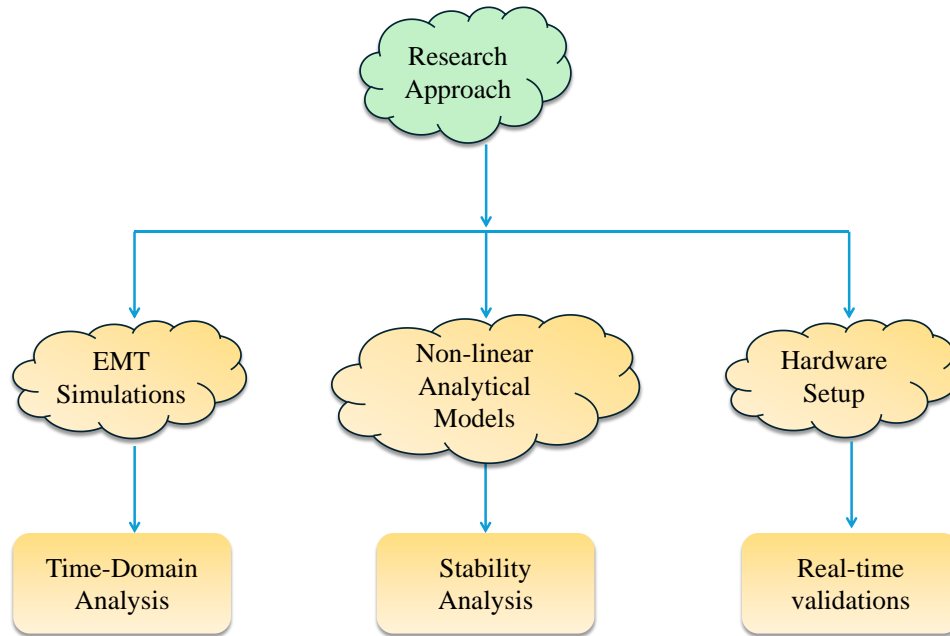 Research
Approach
EMT
Simulations
Non-linear
Analytical
Models
Hardware
Setup
Time-Domain
Analysis
Stability
Analysis
Real-time
validations